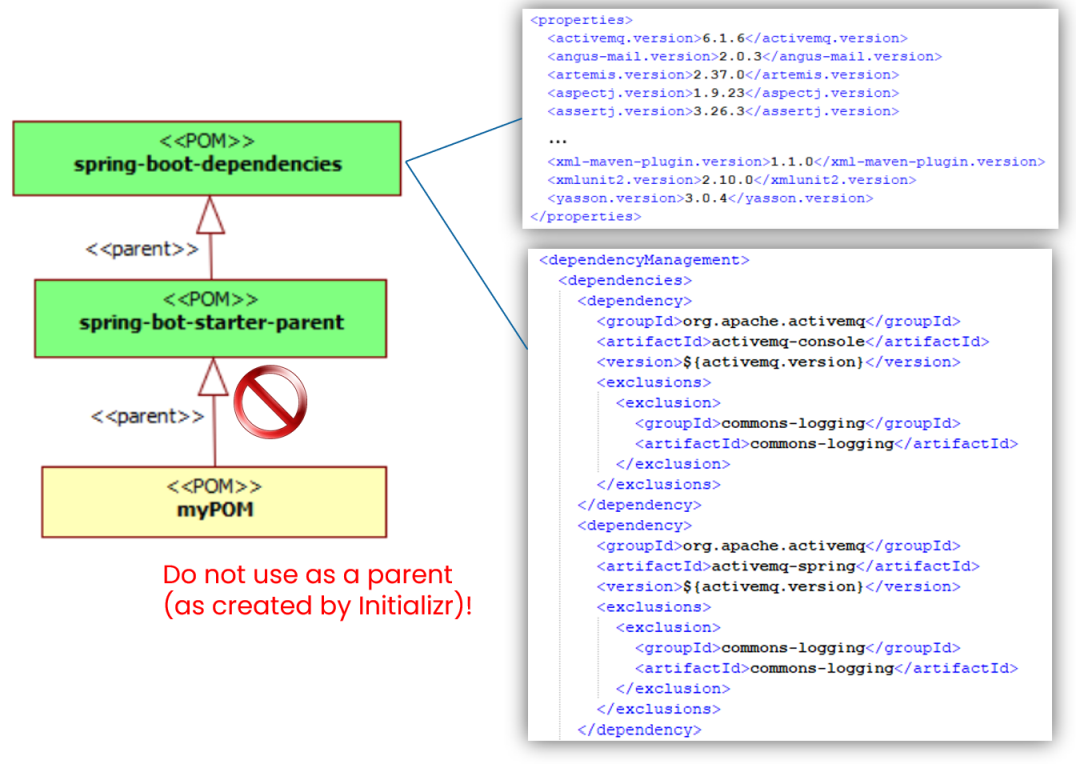 <<POM>>
spring-boot-dependencies
<<parent>>
<<POM>>
spring-bot-starter-parent
<<parent>>
<<POM>>
myPOM
Do not use as a parent
(as created by Initializr)!
<properties>
<activemq.version>6.1.6</activemq.version>
<angus-mail.version>2.0.3</angus-mail.version>
<artemis.version>2.37.0</artemis.version>
<aspectj.version>1.9.23</aspectj.version>
<assertj.version>3.26.3</assertj.version>
...
<xml-maven-plugin.version>1.1.0</xml-maven-plugin.version>
<xmlunit2.version>2.10.0</xmlunit2.version>
<yasson.version>3.0.4</yasson.version>
</properties>
<dependencyManagement>
<dependencies>
<dependency>
<groupId>org.apache.activemq</groupId>
<artifactId>activemq-console</artifactId>
<version>${activemq.version}</version>
<exclusions>
<exclusion>
<groupId>commons-logging</groupId>
<artifactId>commons-logging</artifactId>
</exclusion>
</exclusions>
</dependency>
<dependency>
<groupId>org.apache.activemq</groupId>
<artifactId>activemq-spring</artifactId>
<version>${activemq.version}</version>
<exclusions>
<exclusion>
<groupId>commons-logging</groupId>
<artifactId>commons-logging</artifactId>
</exclusion>
</exclusions>
</dependency>